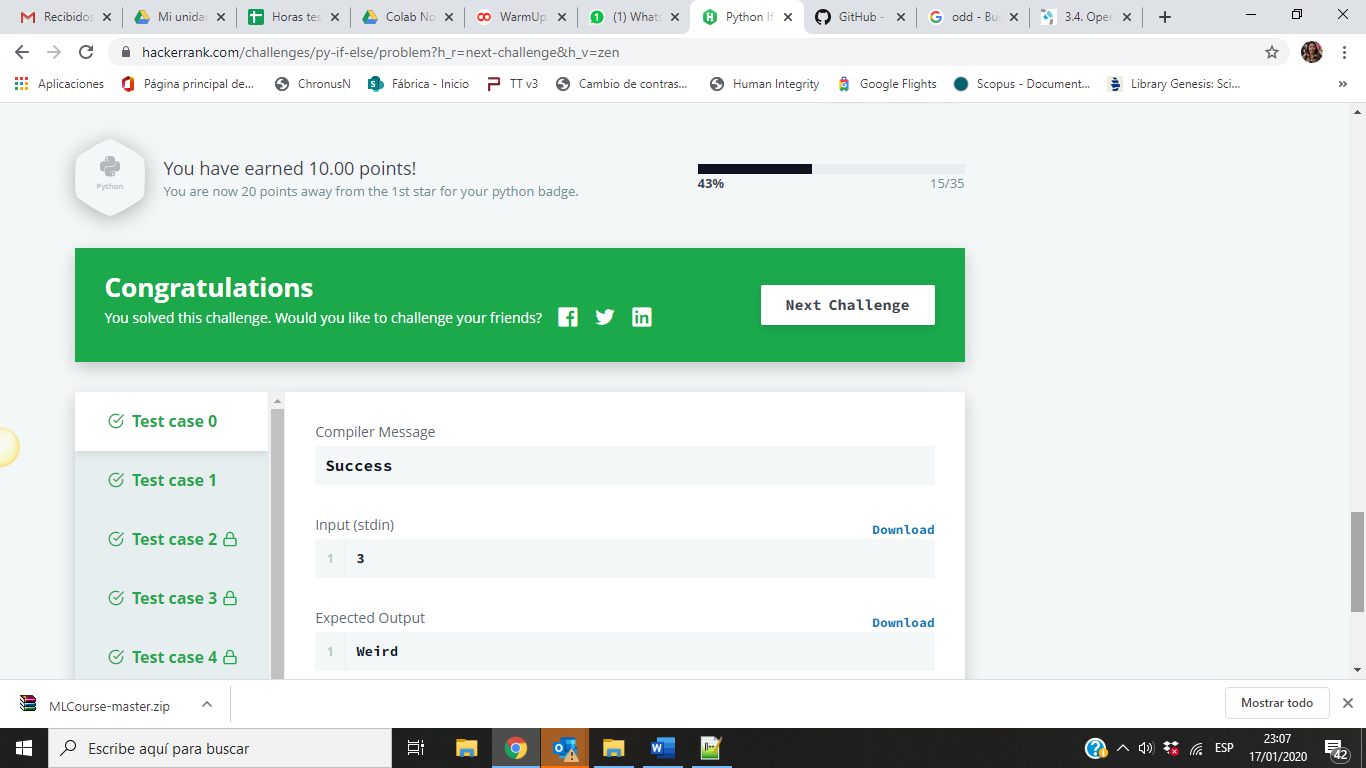 Recibidos
Mi unida
Horas tes
Colab No
WarmUp.
(1) Whats
Python If
GitHub -
odd - Bus
3.4. Oper
hackerrank.com/challenges/py-if-else/problem?h_r=next-challenge&h_v=zen
Aplicaciones
Página principal de...
ChronusN
Fábrica - Inicio
TT v3
Cambio de contras...
Human Integrity
Google Flights
Scopus - Document...
Library Genesis: Sci...
»
Python
You have earned 10.00 points!
You are now 20 points away from the 1st star for your python badge.
43%
15/35
Congratulations
You solved this challenge. Would you like to challenge your friends?
Next Challenge
Test case 0
Test case 1
Test case 2
Test case 3
Test case 4
Compiler Message
Success
Input (stdin)
Download
1 3
Expected Output
Download
1 Weird
MLCourse-master.zip
Mostrar todo
Escribe aquí para buscar
ESP
23:07
17/01/2020
42